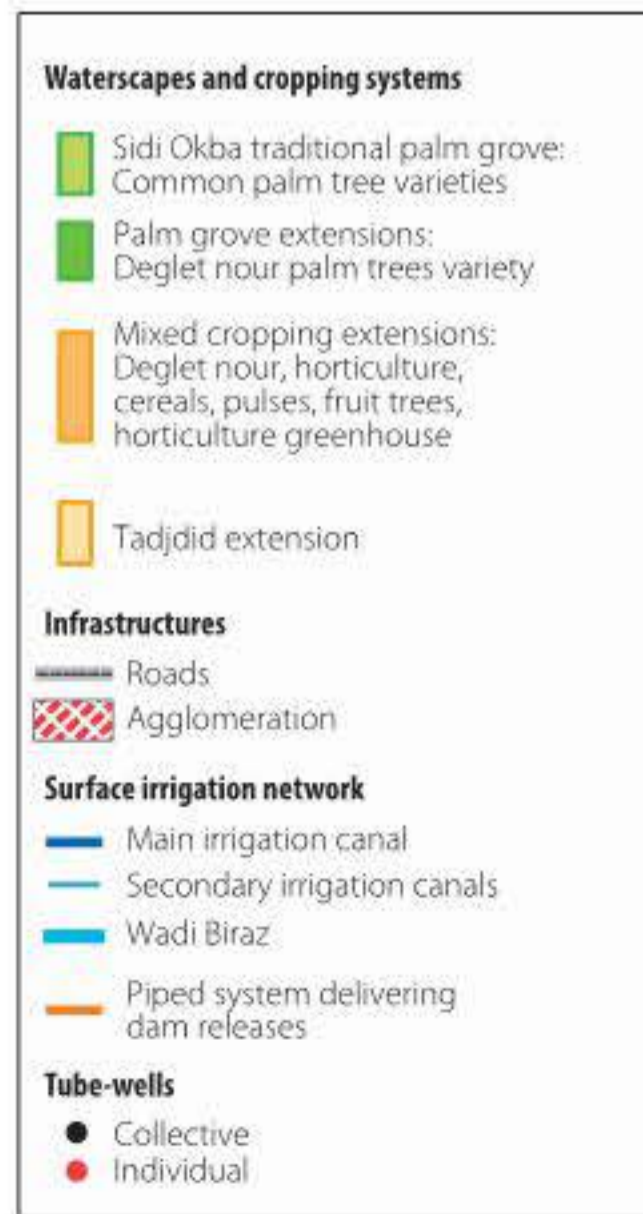 Waterscapes and cropping systems
Sidi Okba traditional palm grove:
Common palm tree varieties
Palm grove extensions:
Deglet nour palm trees variety
Mixed cropping extensions:
Deglet nour, horticulture,
cereals, pulses, fruit trees,
horticulture greenhouse
Tadjdid extension
Infrastructures
Roads
Agglomeration
Surface irrigation network
Main irrigation canal
Secondary irrigation canals
Wadi Biraz
Piped system delivering
dam releases
Tube-wells
Collective
Individual